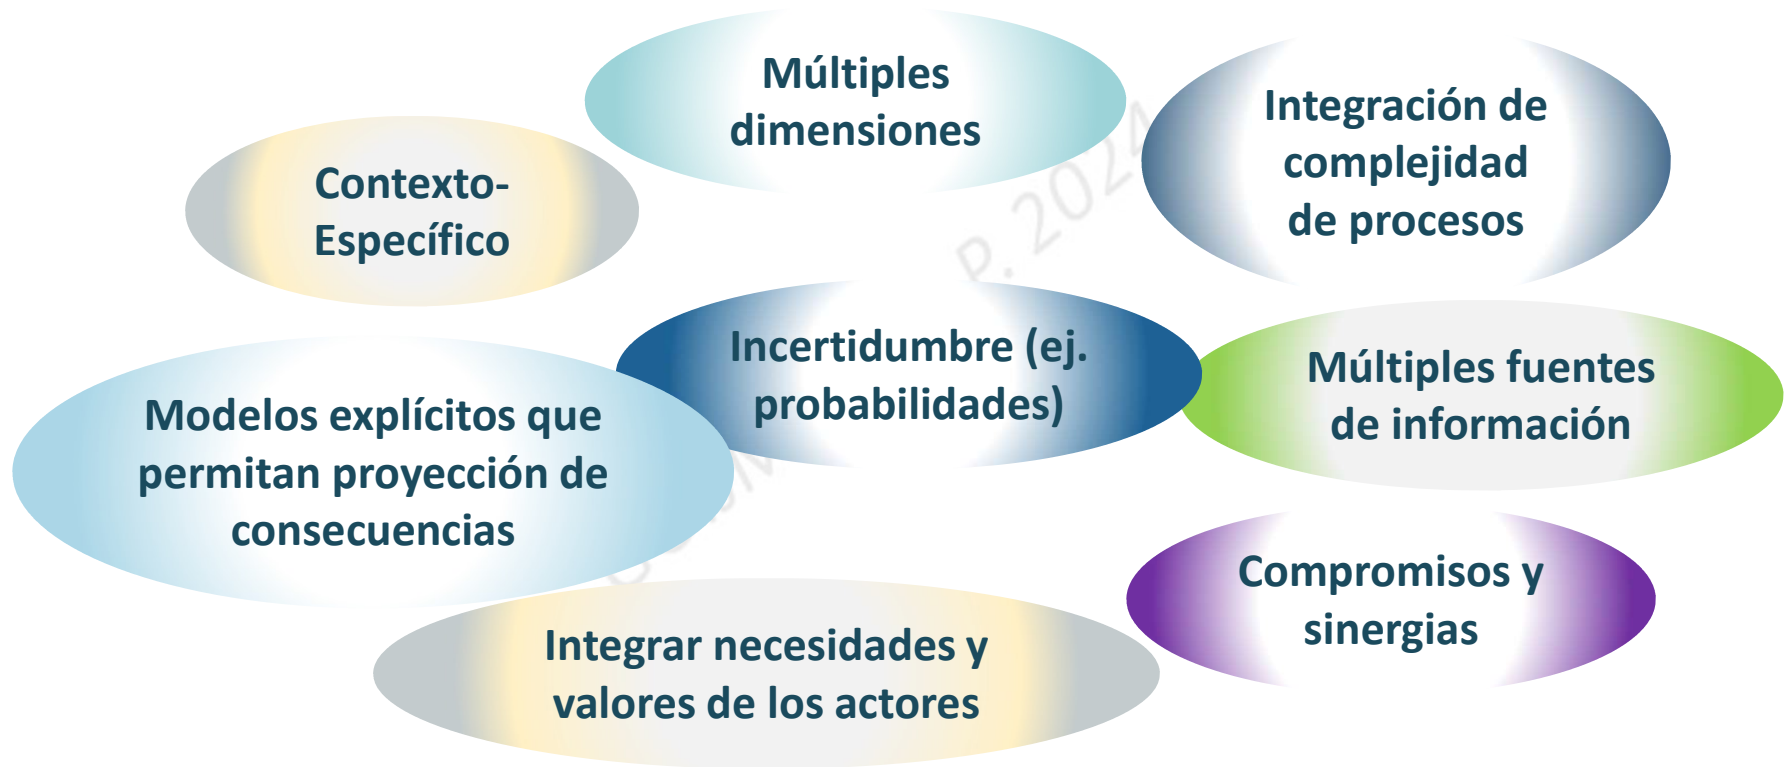 Múltiples
dimensiones
Integración de
complejidad
de procesos
Contexto-
Específico
P. 2024
Incertidumbre (ej.
probabilidades)
Múltiples fuentes
de información
Modelos explícitos que
permitan proyección de
consecuencias
Compromisos y
sinergias
Integrar necesidades y
valores de los actores